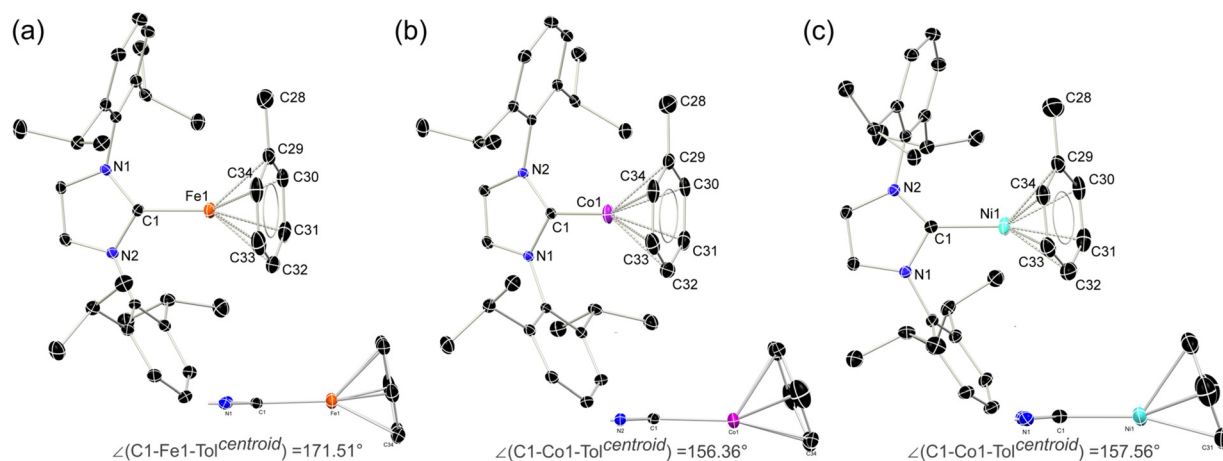 (a)
C28
C29
C34
C30
N1
Fe1
C1
C31
C33
C32
N2
N1
C1
Fe1
C34
∠(C1-Fe1-Tol centroid) =171.51°
(b)
C28
C29
C34
C30
N2
Co1
C1
C31
C33
N1
C32
N2
C1
Co1
C34
∠(C1-Co1-Tol centroid) =156.36°
(c)
C28
C29
C34
C30
N2
Ni1
C1
C31
C33
C32
N1
N1
C1
Ni1
C31
∠(C1-Co1-Tol centroid) =157.56°